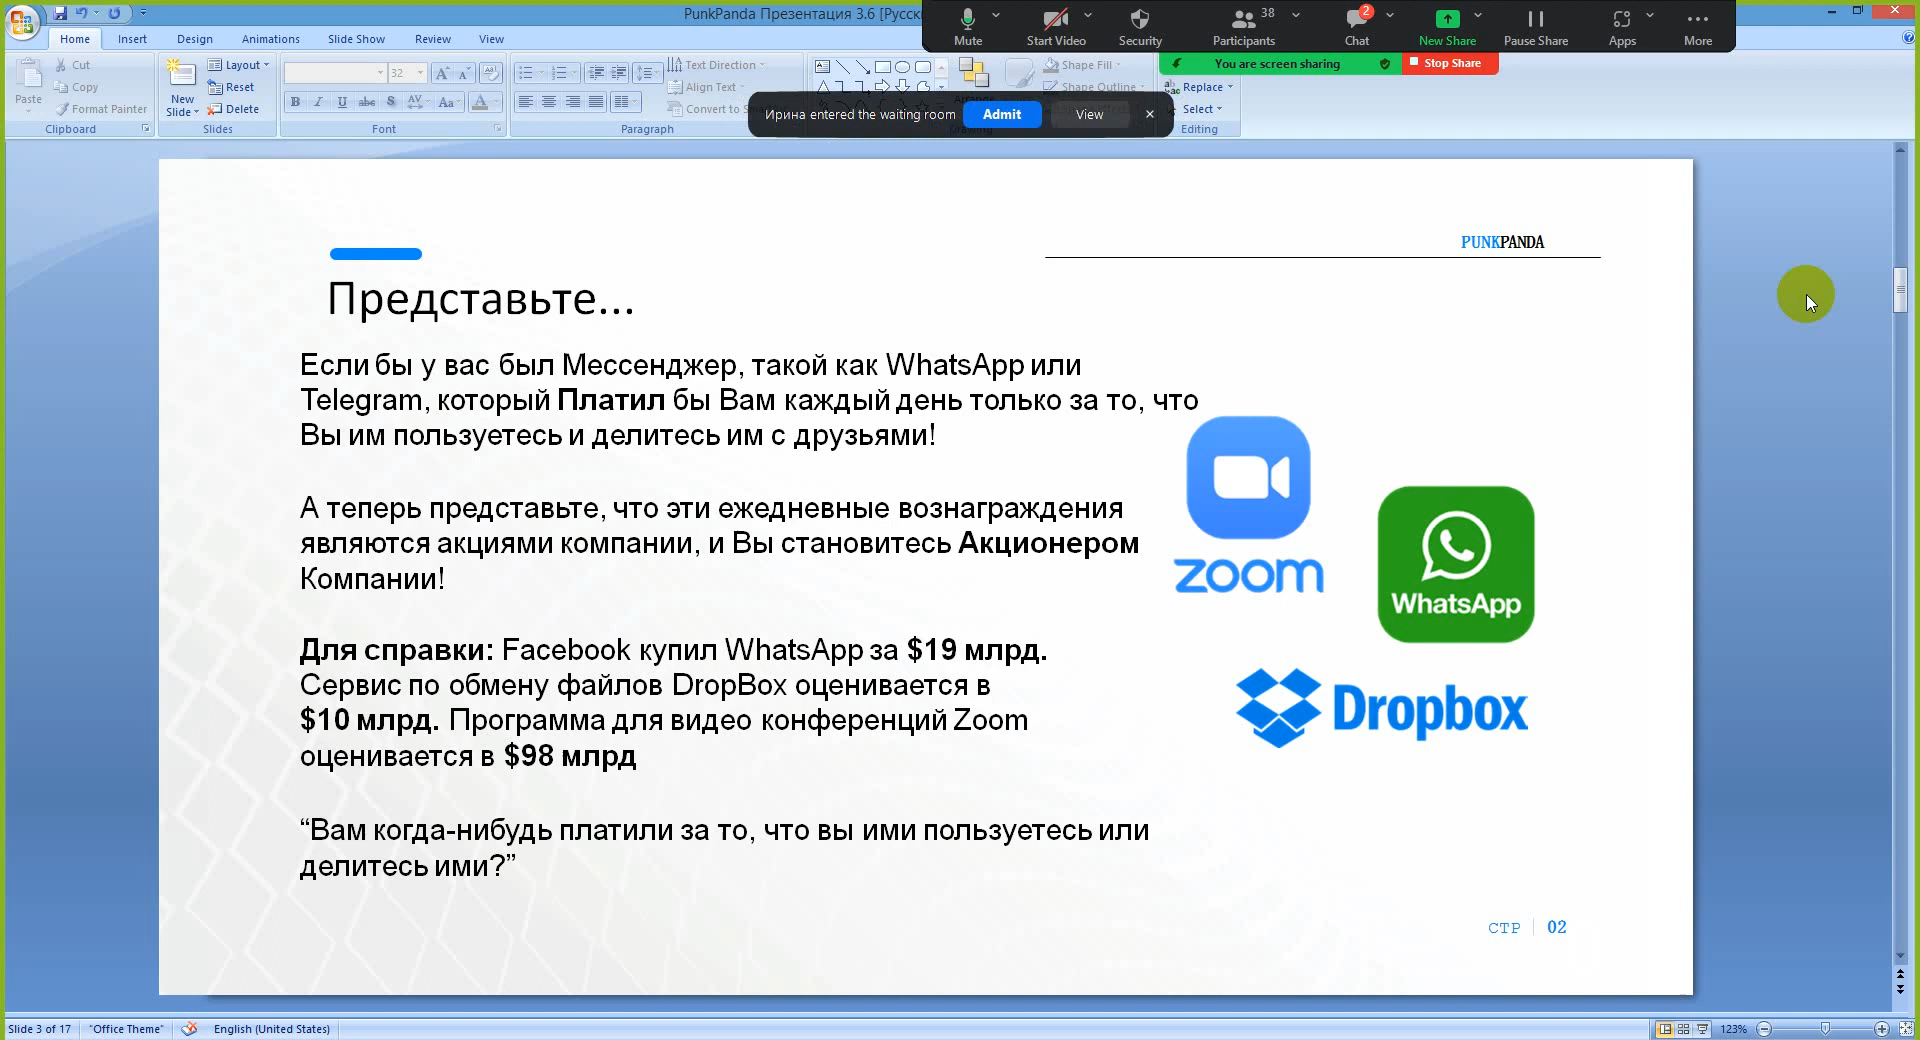 PunkPanda Презентация 3.6 [Русск
Home Insert Design Animations Slide Show Review View
Mute Start Video Security Participants 38 Chat 2 New Share Pause Share Apps More
You are screen sharing Stop Share
Paste Cut Copy Format Painter
Clipboard
New Slide Layout Reset Delete
Slides
32
Font
Text Direction
Align Text
Convert to
Paragraph
Shape Fill
Shape Outline
Replace
Select
Editing
Ирина entered the waiting room Admit View
PUNKPANDA
Представьте...
Если бы у вас был Мессенджер, такой как WhatsApp или
Telegram, который Платил бы Вам каждый день только за то, что
Вы им пользуетесь и делитесь им с друзьями!
А теперь представьте, что эти ежедневные вознаграждения
являются акциями компании, и Вы становитесь Акционером
Компании!
Для справки: Facebook купил WhatsApp за $19 млрд.
Сервис по обмену файлов DropBox оценивается в
$10 млрд. Программа для видео конференций Zoom
оценивается в $98 млрд
“Вам когда-нибудь платили за то, что вы ими пользуетесь или
делитесь ими?”
zoom
WhatsApp
Dropbox
СТР 02
Slide 3 of 17 "Office Theme" English (United States) 123%